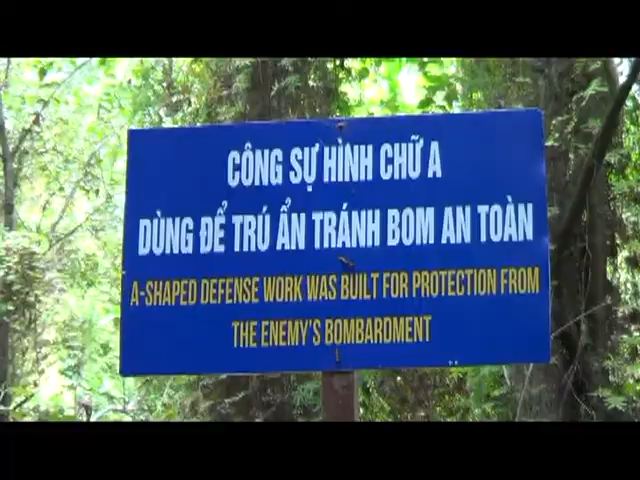 CÔNG SỰ HÌNH CHỮ A
DÙNG ĐỂ TRÚ ẨN TRÁNH BOM AN TOÀN
A-SHAPED DEFENSE WORK WAS BUILT FOR PROTECTION FROM
THE ENEMY'S BOMBARDMENT